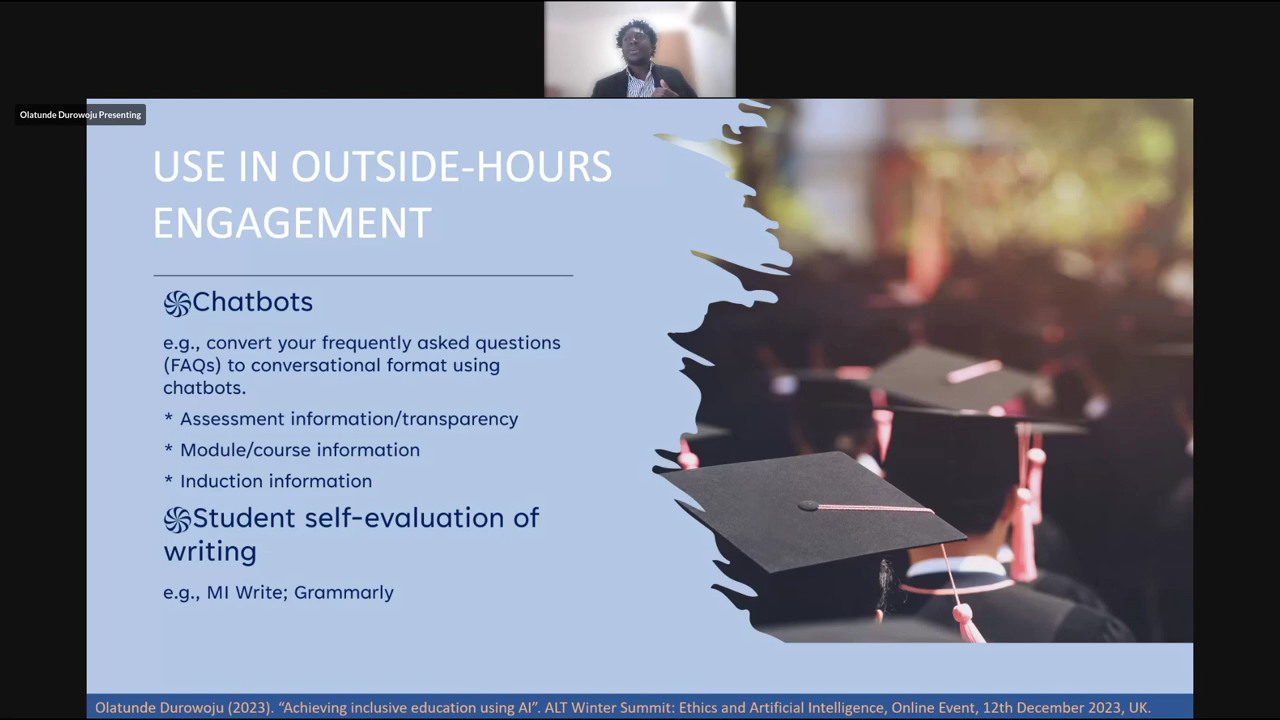 Olatunde Durowoju Presenting
USE IN OUTSIDE-HOURS
ENGAGEMENT
Chatbots
e.g., convert your frequently asked questions
(FAQs) to conversational format using
chatbots.
* Assessment information/transparency
* Module/course information
* Induction information
Student self-evaluation of
writing
e.g., MI Write; Grammarly
Olatunde Durowoju (2023). “Achieving inclusive education using AI”. ALT Winter Summit: Ethics and Artificial Intelligence, Online Event, 12th December 2023, UK.